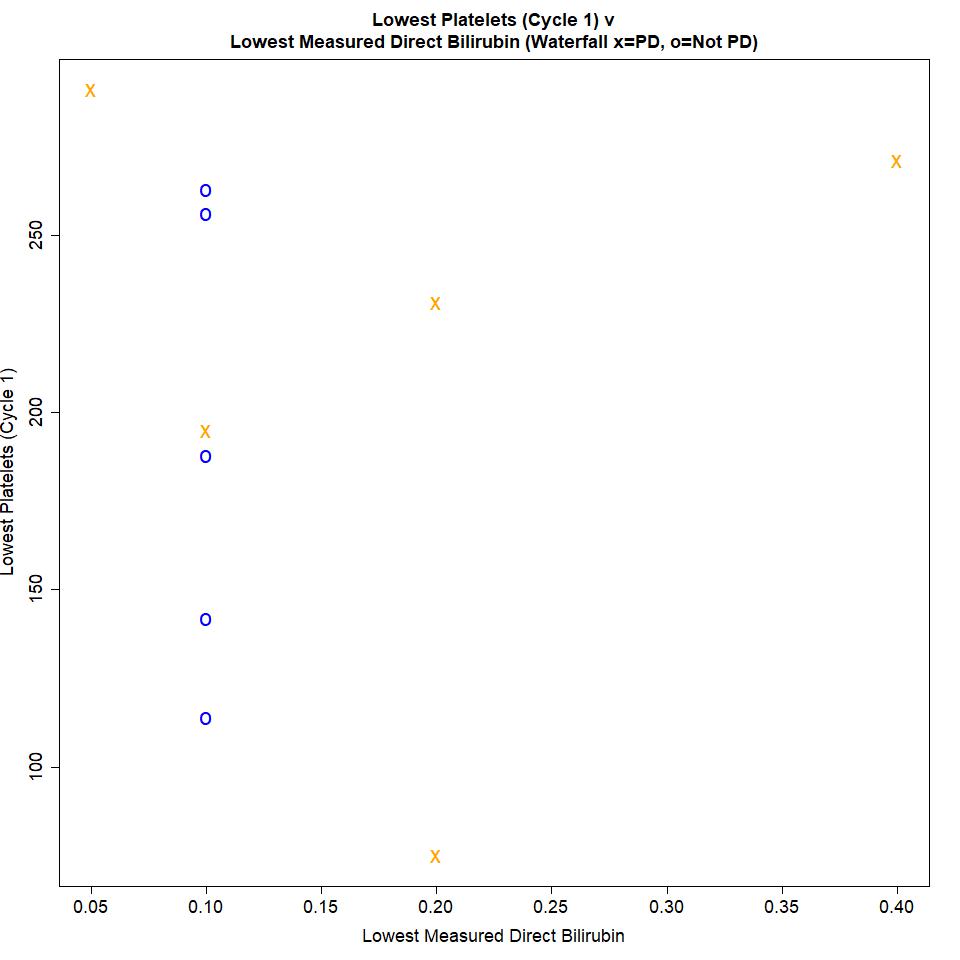 Lowest Platelets (Cycle 1) v
Lowest Measured Direct Bilirubin (Waterfall x=PD, o=Not PD)
X
X
O
O
250
X
200
X
O
Lowest Platelets (Cycle 1)
150
O
O
100
X
0.05 0.10 0.15 0.20 0.25 0.30 0.35 0.40
Lowest Measured Direct Bilirubin